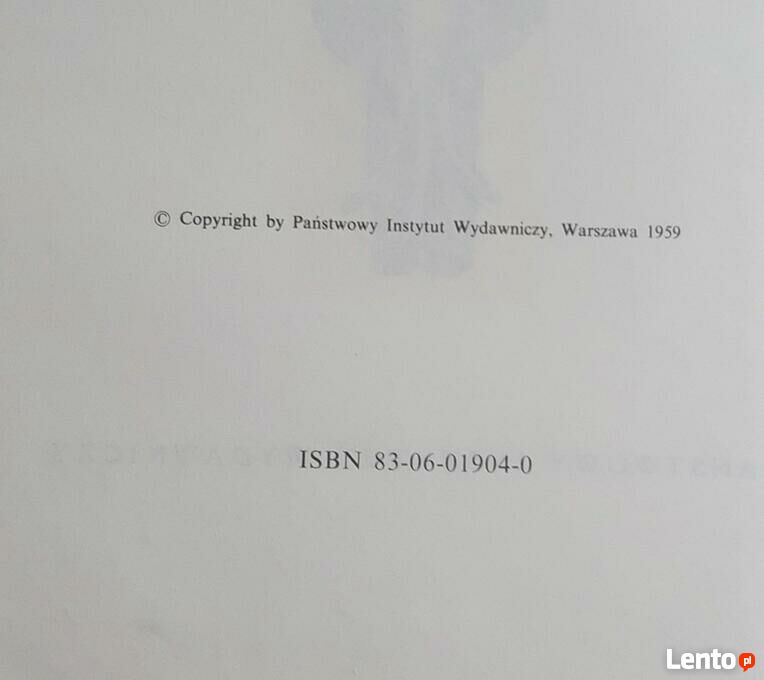 © Copyright by Państwowy Instytut Wydawniczy, Warszawa 1959
ISBN 83-06-01904-0
Lento pl